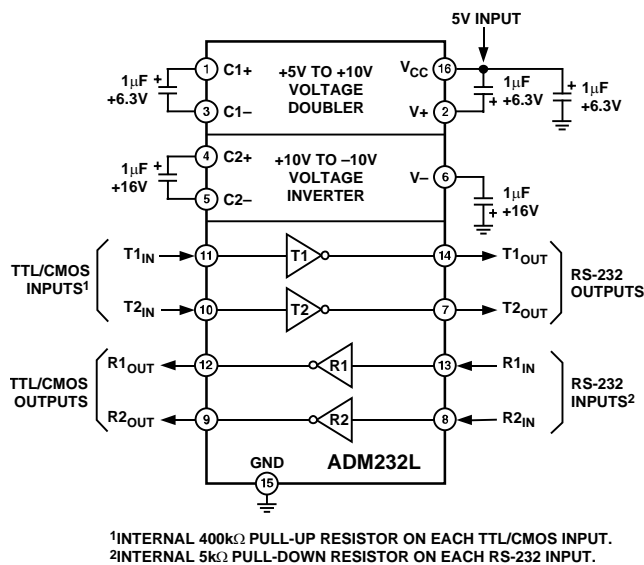 5V INPUT
1µF
+6.3V
+
1
C1+
3
C1–
+5V TO +10V
VOLTAGE
DOUBLER
VCC
16
V+
2
+
1µF
+6.3V
+
1µF
+6.3V
1µF
+16V
+
4
C2+
5
C2–
+10V TO –10V
VOLTAGE
INVERTER
V–
6
+
1µF
+16V
TTL/CMOS
INPUTS1
T1IN
11
T1
14
T1OUT
T2IN
10
T2
7
T2OUT
RS-232
OUTPUTS
TTL/CMOS
OUTPUTS
R1OUT
12
R1
13
R1IN
R2OUT
9
R2
8
R2IN
RS-232
INPUTS2
GND
15
ADM232L
1INTERNAL 400kΩ PULL-UP RESISTOR ON EACH TTL/CMOS INPUT.
2INTERNAL 5kΩ PULL-DOWN RESISTOR ON EACH RS-232 INPUT.